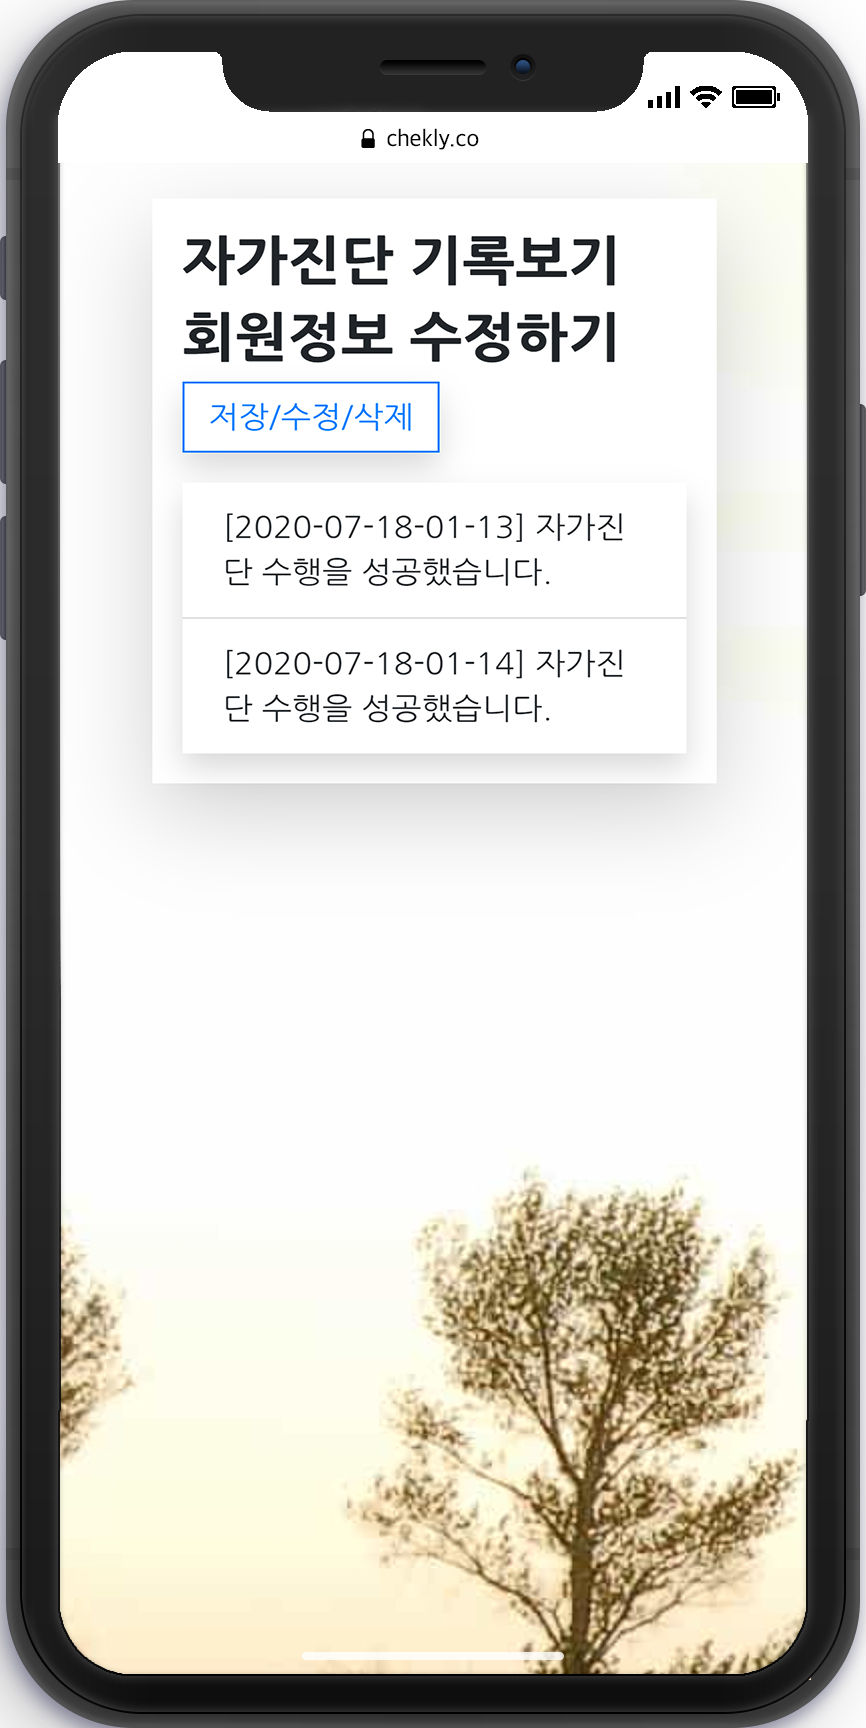 chekly.co
자가진단 기록보기
회원정보 수정하기
저장/수정/삭제
[2020-07-18-01-13] 자가진
단 수행을 성공했습니다.
[2020-07-18-01-14] 자가진
단 수행을 성공했습니다.